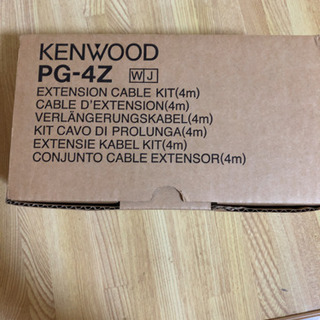 KENWOOD
PG-4Z WJ
EXTENSION CABLE KIT(4m)
CABLE D'EXTENSION(4m)
VERLÄNGERUNGSKABEL(4m)
KIT CAVO DI PROLUNGA(4m)
EXTENSIE KABEL KIT(4m)
CONJUNTO CABLE EXTENSOR(4m)